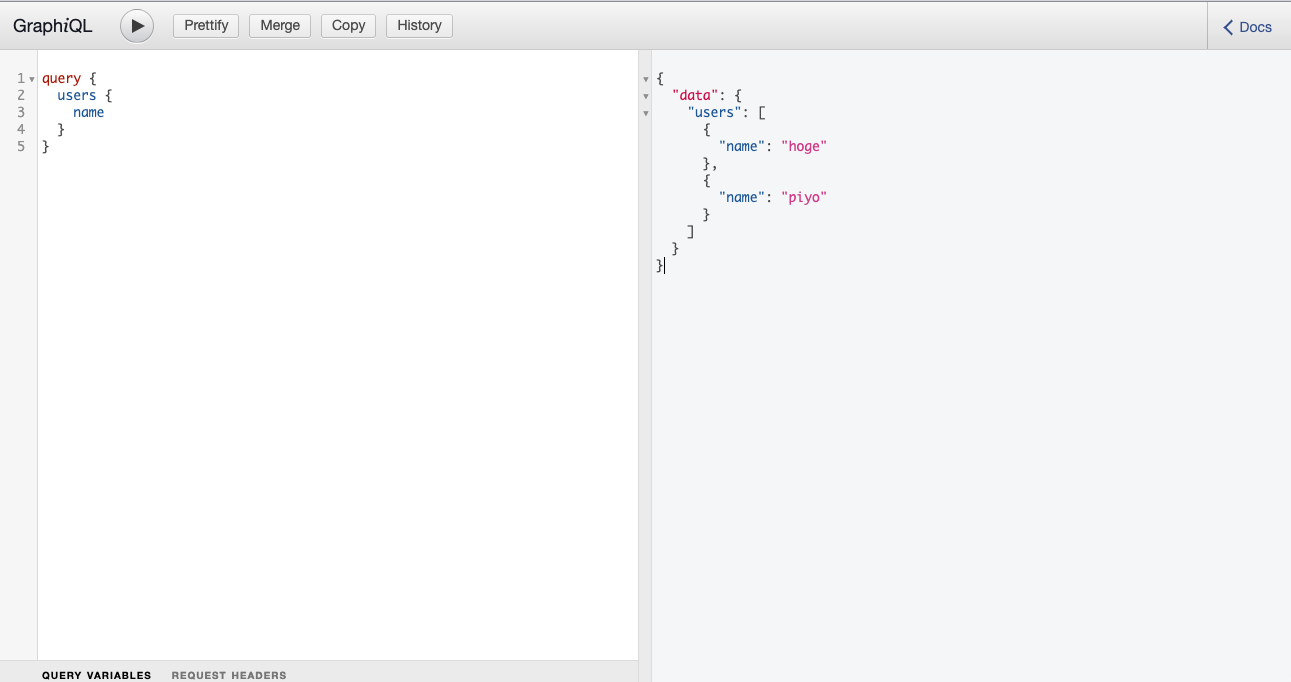 GraphiQL Prettify Merge Copy History Docs
1 query {
2   users {
3     name
4   }
5 }
{
  "data": {
    "users": [
      {
        "name": "hoge"
      },
      {
        "name": "piyo"
      }
    ]
  }
}
QUERY VARIABLES REQUEST HEADERS